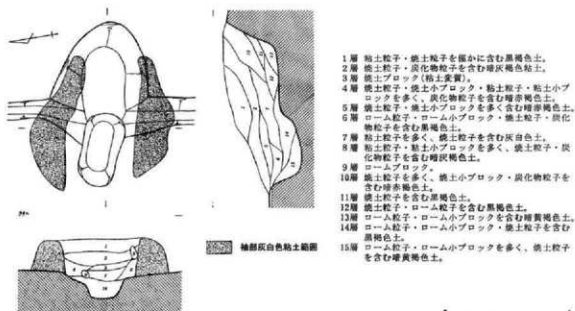 1層 粘土粒子・焼土粒子を僅かに含む黒褐色土。
2層 焼土粒子・炭化物粒子を含む暗灰褐色粘土。
3層 焼土ブロック(粘土変質)。
4層 焼土粒子・焼土小ブロック・粘土粒子・粘土小ブ
ロックを多く、炭化物粒子を含む暗赤褐色土。
5層 焼土粒子・焼土小ブロックを多く含む暗赤褐色土。
6層 ローム粒子・ローム小ブロック・焼土粒子・炭化
物粒子を含む黒褐色土。
7層 粘土粒子を多く、焼土粒子を含む灰白色土。
8層 粘土粒子・粘土小ブロックを多く、焼土粒子・炭
化物粒子を含む暗灰褐色土。
9層 ロームブロック。
10層 焼土粒子を多く、焼土小ブロック・炭化物粒子を
含む暗赤褐色土。
11層 焼土粒子を含む黒褐色土。
12層 焼土粒子・ローム粒子を含む黒褐色土。
13層 ローム粒子・ローム小ブロックを含む暗黄褐色土。
14層 ローム粒子・ローム小ブロック・焼土粒子を含む
黒褐色土。
15層 ローム粒子・ローム小ブロックを多く、焼土粒子
を含む暗黄褐色土。
袖部灰白色粘土範囲